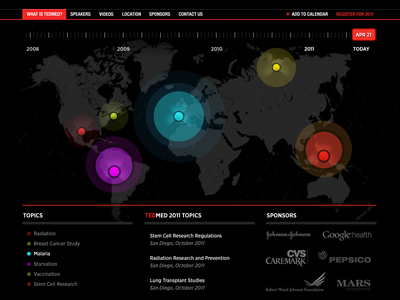 WHAT IS TEDMED? SPEAKERS VIDEOS LOCATION SPONSORS CONTACT US ADD TO CALENDAR REGISTER FOR 2011
APR 21
2008 2009 2010 2011 TODAY
TOPICS
Radiation
Breast Cancer Study
Malaria
Starvation
Vaccination
Stem Cell Research
TEDMED 2011 TOPICS
Stem Cell Research Regulations
San Diego, October 2011
Radiation Research and Prevention
San Diego, October 2011
Lung Transplant Studies
San Diego, October 2011
SPONSORS
Johnson&Johnson Google health
CVS
CAREMARK PEPSICO
Robert Wood Johnson Foundation MARS